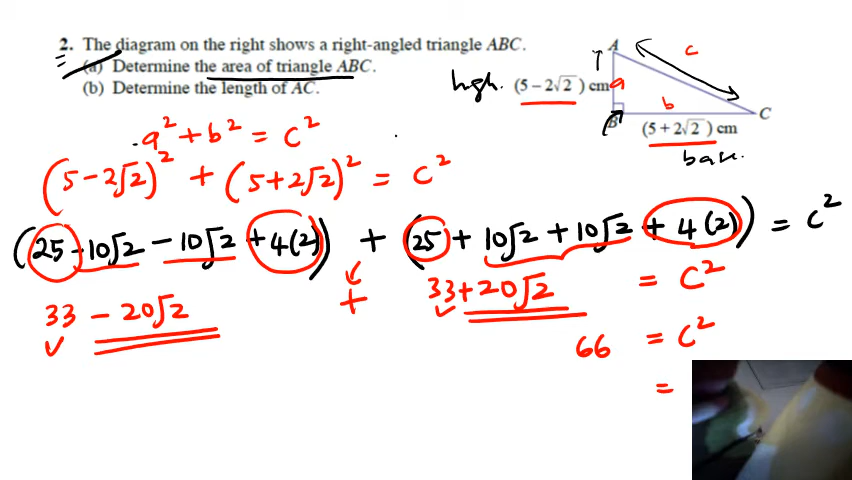 2. The diagram on the right shows a right-angled triangle ABC.
(a) Determine the area of triangle ABC.
(b) Determine the length of AC.
hgh.
(5 − 2√2) cm
A
a
c
b
B
C
(5 + 2√2) cm
base.
a² + b² = c²
(5 − 2√2)² + (5 + 2√2)² = c²
(25 − 10√2 − 10√2 + 4(2)) + (25 + 10√2 + 10√2 + 4(2)) = c²
33 − 20√2 + 33 + 20√2 = c²
66 = c²
=